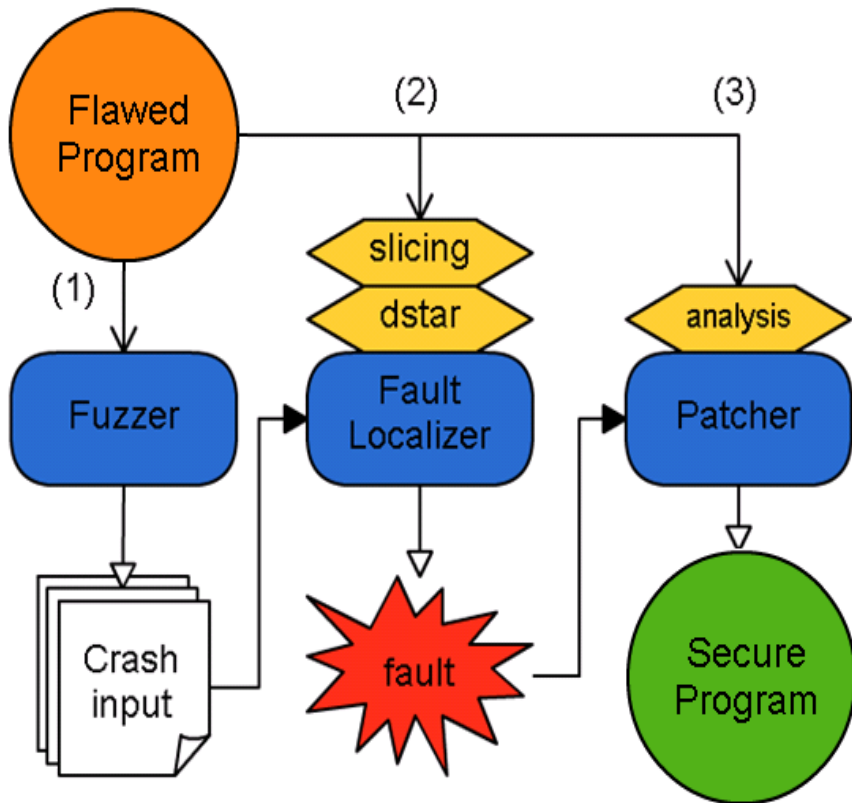 Flawed
Program
(1)
(2)
(3)
slicing
dstar
analysis
Fuzzer
Fault
Localizer
Patcher
Crash
input
fault
Secure
Program